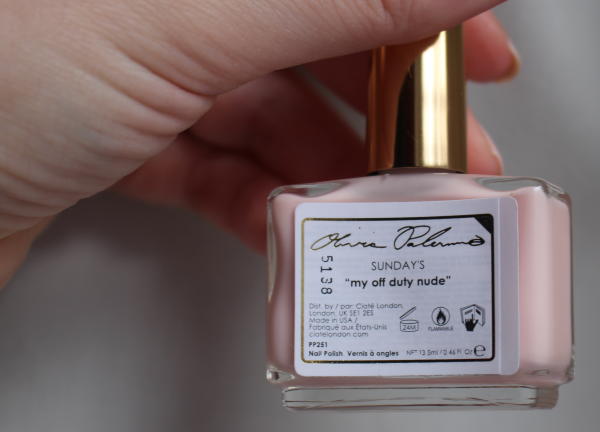 Olivia Palermo
5138
SUNDAY'S
"my off duty nude"
Dist. by / par: Ciaté London,
London, UK SE1 2ES
Made in USA /
Fabriqué aux États-Unis
ciatelondon.com
24M
FLAMMABLE
PP251
Nail Polish Vernis à ongles NET 13.5ml / 0.46 fl Oz ℮